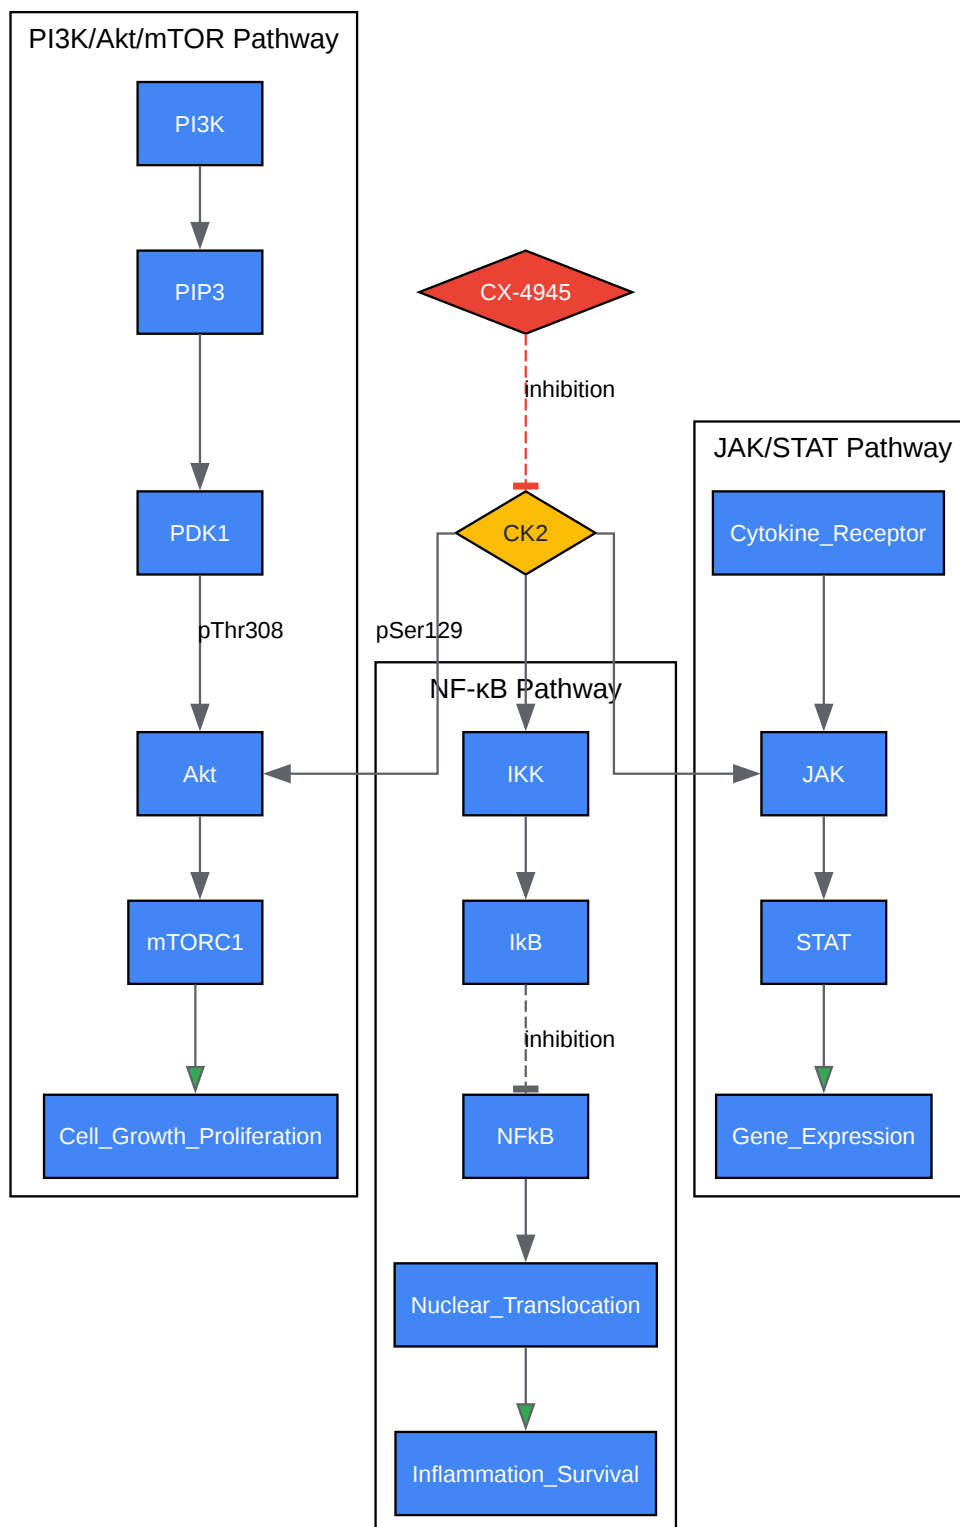 PI3K/Akt/mTOR Pathway
PI3K
PIP3
CX-4945
inhibition
JAK/STAT Pathway
PDK1
CK2
Cytokine_Receptor
pThr308
pSer129
NF-κB Pathway
Akt
IKK
JAK
mTORC1
IkB
STAT
inhibition
Cell_Growth_Proliferation
NFkB
Gene_Expression
Nuclear_Translocation
Inflammation_Survival